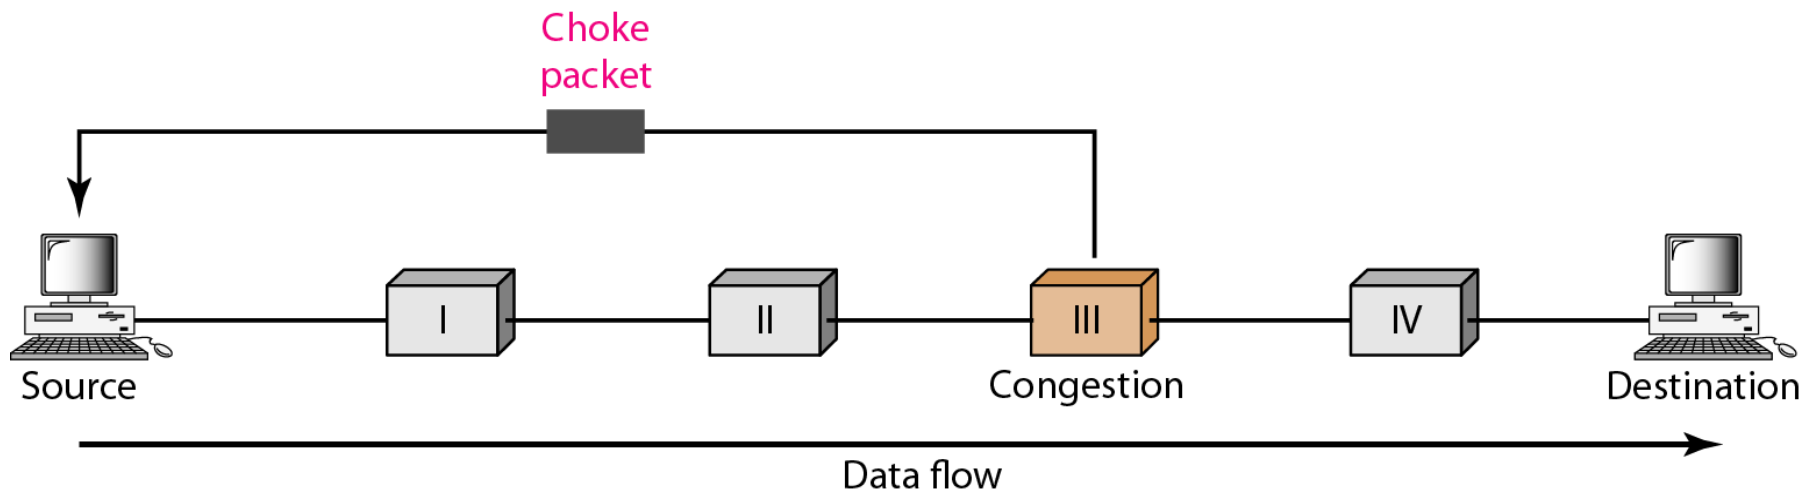 Choke
packet
I
II
III
IV
Source
Congestion
Destination
Data flow